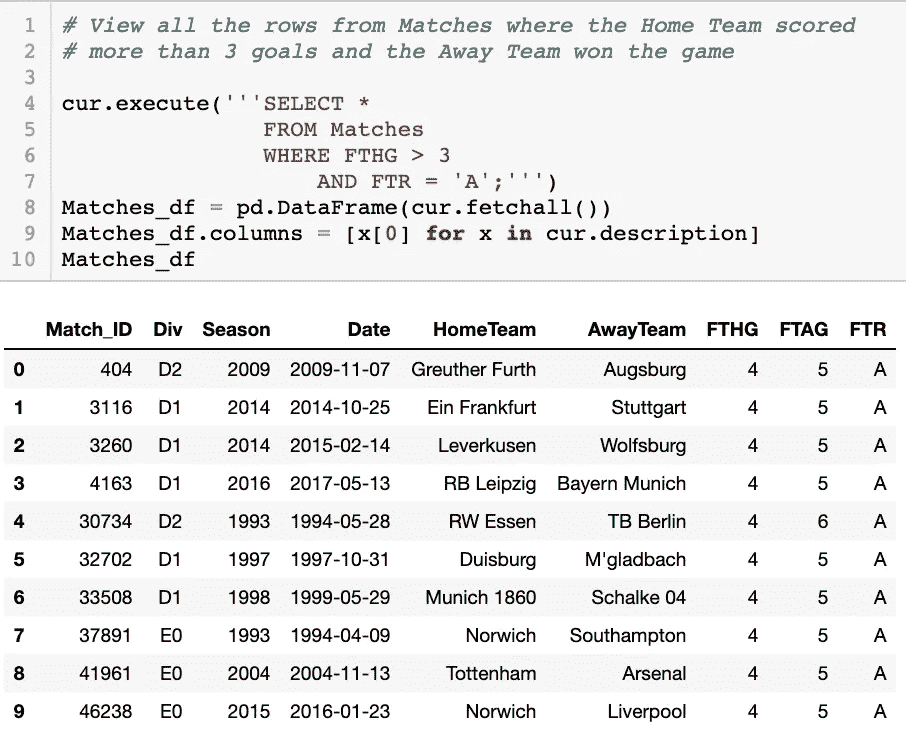 1 # View all the rows from Matches where the Home Team scored
2 # more than 3 goals and the Away Team won the game
3
4 cur.execute('''SELECT *
5 FROM Matches
6 WHERE FTHG > 3
7 AND FTR = 'A';''')
8 Matches_df = pd.DataFrame(cur.fetchall())
9 Matches_df.columns = [x[0] for x in cur.description]
10 Matches_df
Match_ID Div Season Date HomeTeam AwayTeam FTHG FTAG FTR
0 404 D2 2009 2009-11-07 Greuther Furth Augsburg 4 5 A
1 3116 D1 2014 2014-10-25 Ein Frankfurt Stuttgart 4 5 A
2 3260 D1 2014 2015-02-14 Leverkusen Wolfsburg 4 5 A
3 4163 D1 2016 2017-05-13 RB Leipzig Bayern Munich 4 5 A
4 30734 D2 1993 1994-05-28 RW Essen TB Berlin 4 6 A
5 32702 D1 1997 1997-10-31 Duisburg M'gladbach 4 5 A
6 33508 D1 1998 1999-05-29 Munich 1860 Schalke 04 4 5 A
7 37891 E0 1993 1994-04-09 Norwich Southampton 4 5 A
8 41961 E0 2004 2004-11-13 Tottenham Arsenal 4 5 A
9 46238 E0 2015 2016-01-23 Norwich Liverpool 4 5 A